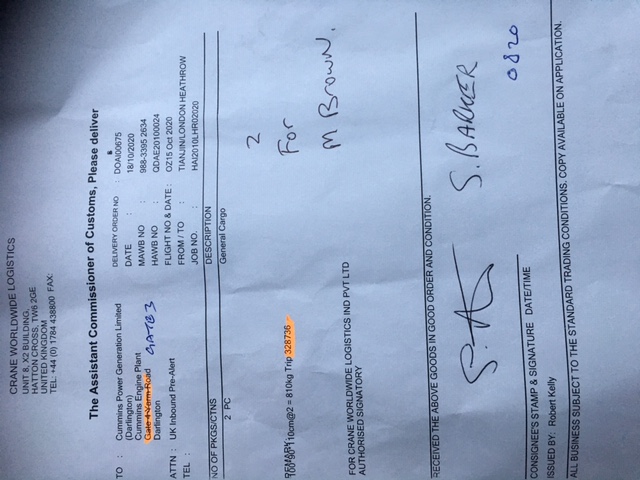 CRANE WORLDWIDE LOGISTICS
UNIT 8, X2 BUILDING,
HATTON CROSS, TW6 2GE
UNITED KINGDOM
TEL: +44 (0) 1784 438800 FAX:
The Assistant Commissioner of Customs, Please deliver
TO : Cummins Power Generation Limited
(Darlington)
Cummins Engine Plant
Gate 4 Yarm Road GATE 3
Darlington
ATTN : UK Inbound Pre-Alert
TEL :
DELIVERY ORDER NO : DOAI00675
DATE : 18/10/2020
MAWB NO : 988-3395 2634
HAWB NO : QDAE20100024
FLIGHT NO & DATE : OZ15 Oct 2020
FROM / TO : TIANJIN/LONDON HEATHROW
JOB NO. : HAI2010LHR02020
NO OF PKGS/CTNS DESCRIPTION
2 PC General Cargo
REMARK
100*90*110cm@2 = 810kg Trip 328736
2
For
M Brown.
FOR CRANE WORLDWIDE LOGISTICS IND PVT LTD
AUTHORISED SIGNATORY
RECEIVED THE ABOVE GOODS IN GOOD ORDER AND CONDITION.
S. BARKER
0820
CONSIGNEE'S STAMP & SIGNATURE DATE/TIME
ISSUED BY: Robert Kelly
ALL BUSINESS SUBJECT TO THE STANDARD TRADING CONDITIONS. COPY AVAILABLE ON APPLICATION.